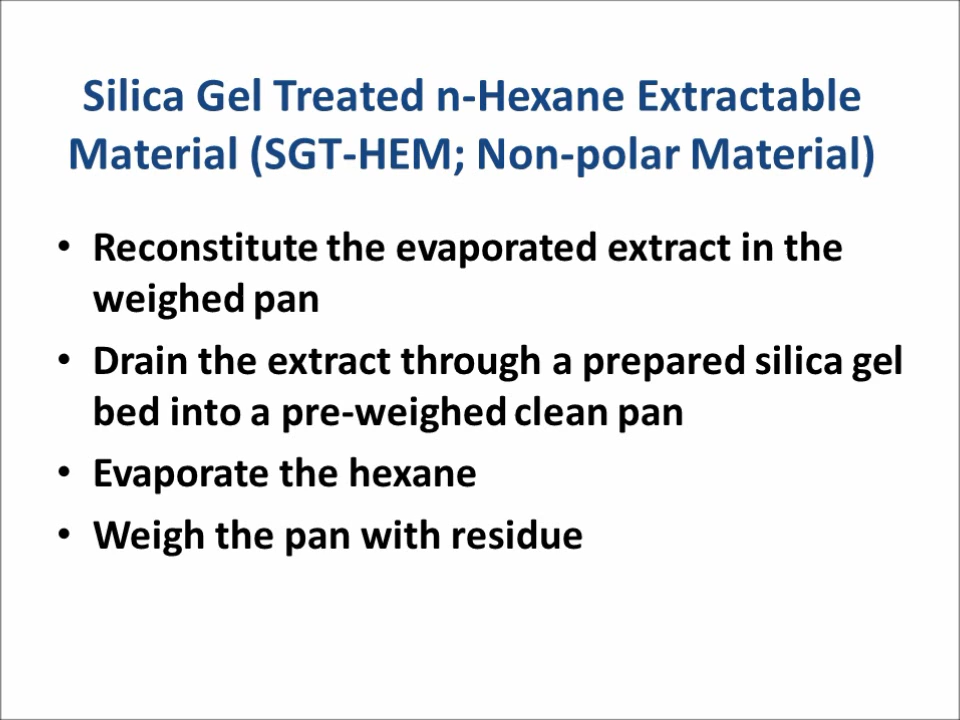 Silica Gel Treated n-Hexane Extractable
Material (SGT-HEM; Non-polar Material)
• Reconstitute the evaporated extract in the
weighed pan
• Drain the extract through a prepared silica gel
bed into a pre-weighed clean pan
• Evaporate the hexane
• Weigh the pan with residue